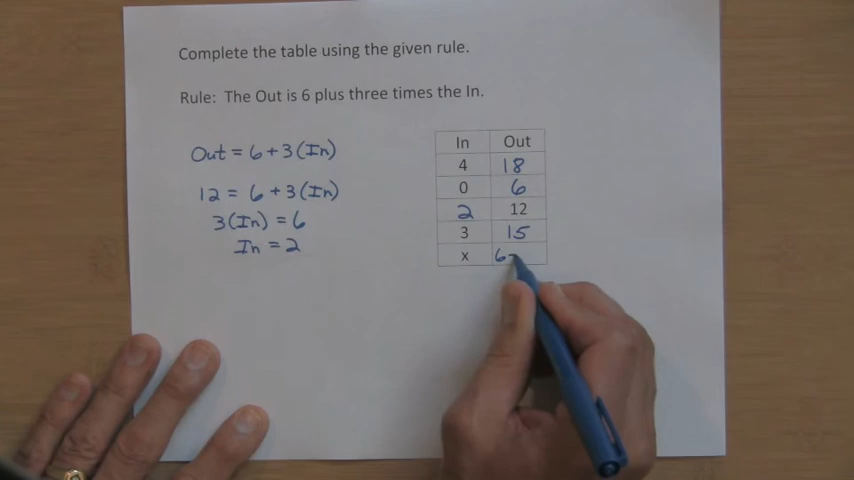 Complete the table using the given rule.
Rule: The Out is 6 plus three times the In.
Out = 6 + 3 (In)
12 = 6 + 3 (In)
3 (In) = 6
In = 2
In Out
4 18
0 6
2 12
3 15
x 6